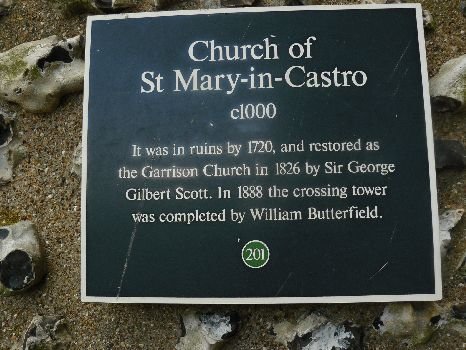 Church of
St Mary-in-Castro
c1000
It was in ruins by 1720, and restored as
the Garrison Church in 1826 by Sir George
Gilbert Scott. In 1888 the crossing tower
was completed by William Butterfield.
201